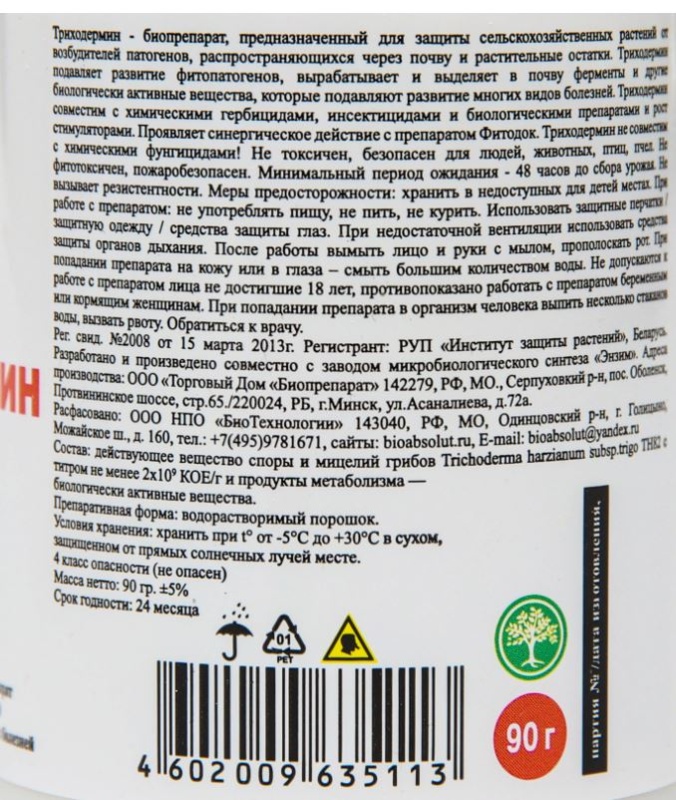 Триходермин - биопрепарат, предназначенный для защиты сельскохозяйственных растений от
возбудителей патогенов, распространяющихся через почву и растительные остатки. Триходермин
подавляет развитие фитопатогенов, вырабатывает и выделяет в почву ферменты и другие
биологически активные вещества, которые подавляют развитие многих видов болезней. Триходермин
совместим с химическими гербицидами, инсектицидами и биологическими препаратами и рост
стимуляторами. Проявляет синергическое действие с препаратом Фитодок. Триходермин не совместим
с химическими фунгицидами! Не токсичен, безопасен для людей, животных, птиц, пчел. Не
фитотоксичен, пожаробезопасен. Минимальный период ожидания - 48 часов до сбора урожая. Не
вызывает резистентности. Меры предосторожности: хранить в недоступных для детей местах. При
работе с препаратом: не употреблять пищу, не пить, не курить. Использовать защитные перчатки /
защитную одежду / средства защиты глаз. При недостаточной вентиляции использовать средства
защиты органов дыхания. После работы вымыть лицо и руки с мылом, прополоскать рот. При
попадании препарата на кожу или в глаза – смыть большим количеством воды. Не допускаются к
работе с препаратом лица не достигшие 18 лет, противопоказано работать с препаратом беременным
или кормящим женщинам. При попадании препарата в организм человека выпить несколько стаканов
воды, вызвать рвоту. Обратиться к врачу.
Рег. свид. №2008 от 15 марта 2013г. Регистрант: РУП «Институт защиты растений», Беларусь.
Разработано и произведено совместно с заводом микробиологического синтеза «Энзим». Адреса
производства: ООО «Торговый Дом «Биопрепарат» 142279, РФ, МО., Серпуховкий р-н, пос. Оболенск,
Протвининское шоссе, стр.65./220024, РБ, г.Минск, ул.Асаналиева, д.72а.
Расфасовано: ООО НПО «БиоТехнологии» 143040, РФ, МО, Одинцовский р-н, г. Голицыно,
Можайское ш., д. 160, тел.: +7(495)9781671, сайты: bioabsolut.ru, E-mail: bioabsolut@yandex.ru
Состав: действующее вещество споры и мицелий грибов Trichoderma harzianum subsp.trigo ТНК2 с
титром не менее 2x10⁹ КОЕ/г и продукты метаболизма —
биологически активные вещества.
Препаративная форма: водорастворимый порошок.
Условия хранения: хранить при t° от -5°С до +30°С в сухом,
защищенном от прямых солнечных лучей месте.
4 класс опасности (не опасен)
Масса нетто: 90 гр. ±5%
Срок годности: 24 месяца
ин
01
PET
партия №/дата изготовления.
90 г
болезней
4 602009 635113